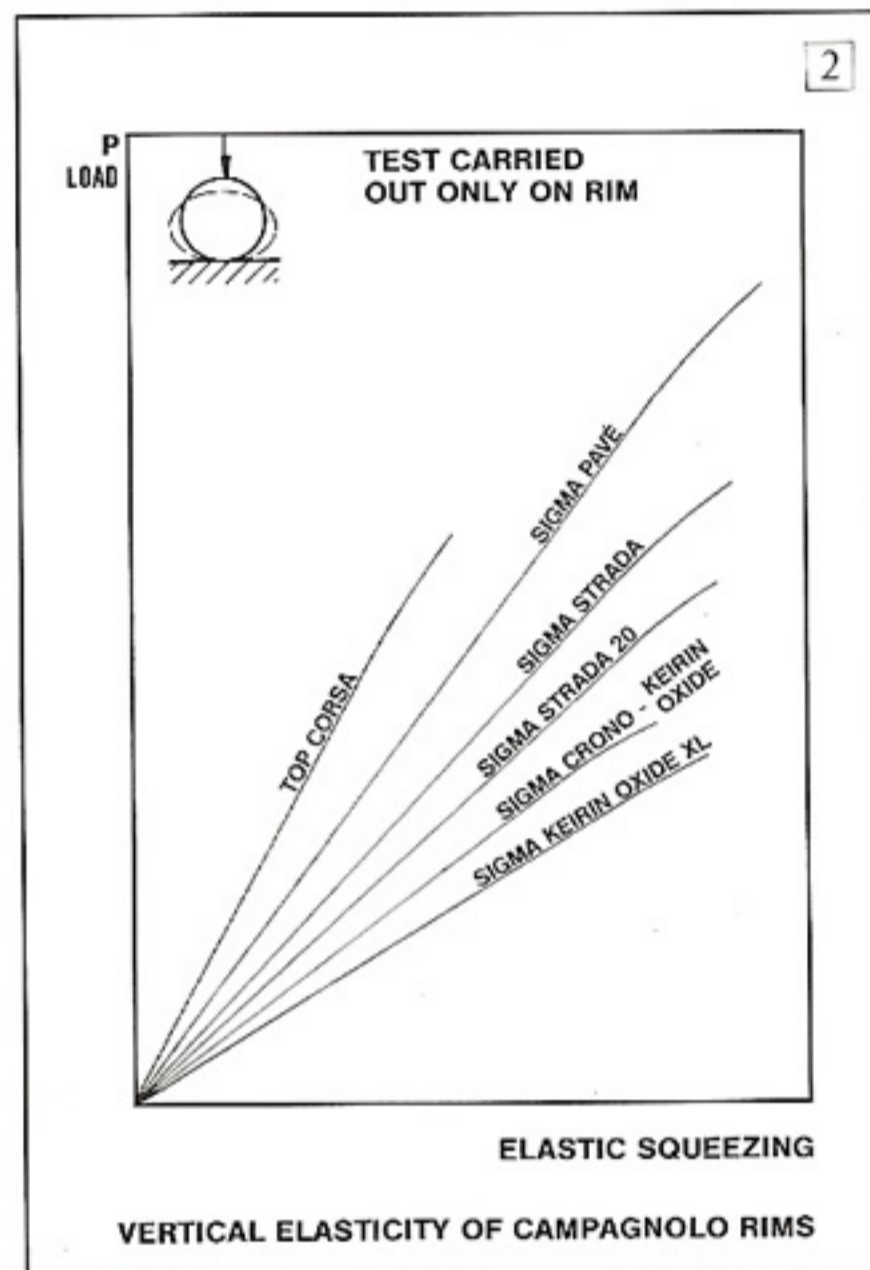 2
P
LOAD
TEST CARRIED
OUT ONLY ON RIM
SIGMA PAVÉ
SIGMA STRADA
SIGMA STRADA 20
TOP CORSA
SIGMA CRONO - KEIRIN
OXIDE
SIGMA KEIRIN OXIDE XL
ELASTIC SQUEEZING
VERTICAL ELASTICITY OF CAMPAGNOLO RIMS